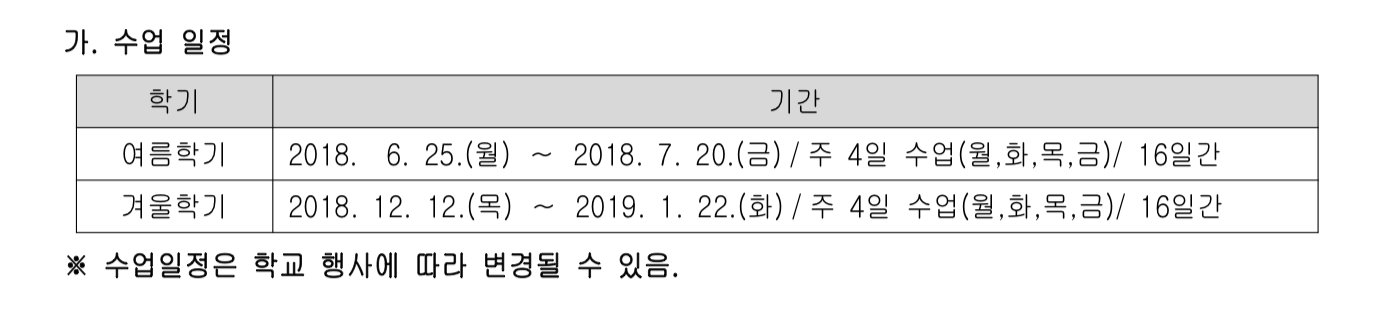 가. 수업 일정
학기 기간
여름학기 2018. 6. 25.(월) ~ 2018. 7. 20.(금) / 주 4일 수업(월,화,목,금)/ 16일간
겨울학기 2018. 12. 12.(목) ~ 2019. 1. 22.(화) / 주 4일 수업(월,화,목,금)/ 16일간
※ 수업일정은 학교 행사에 따라 변경될 수 있음.